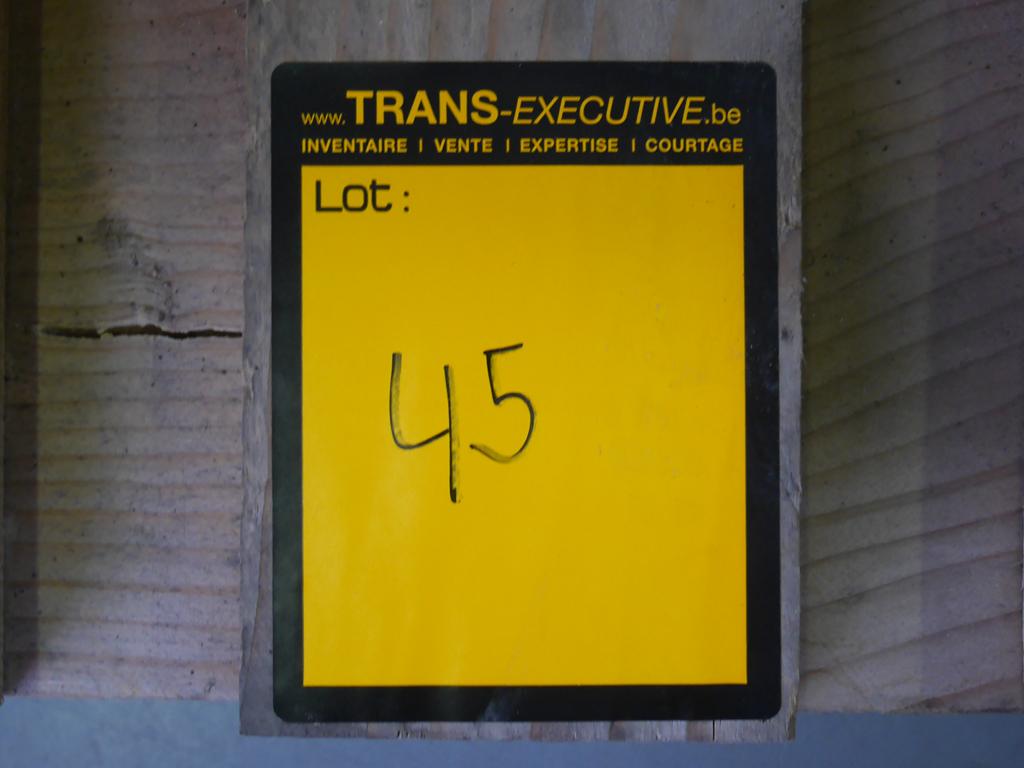 www.TRANS-EXECUTIVE.be
INVENTAIRE | VENTE | EXPERTISE | COURTAGE
Lot:
45